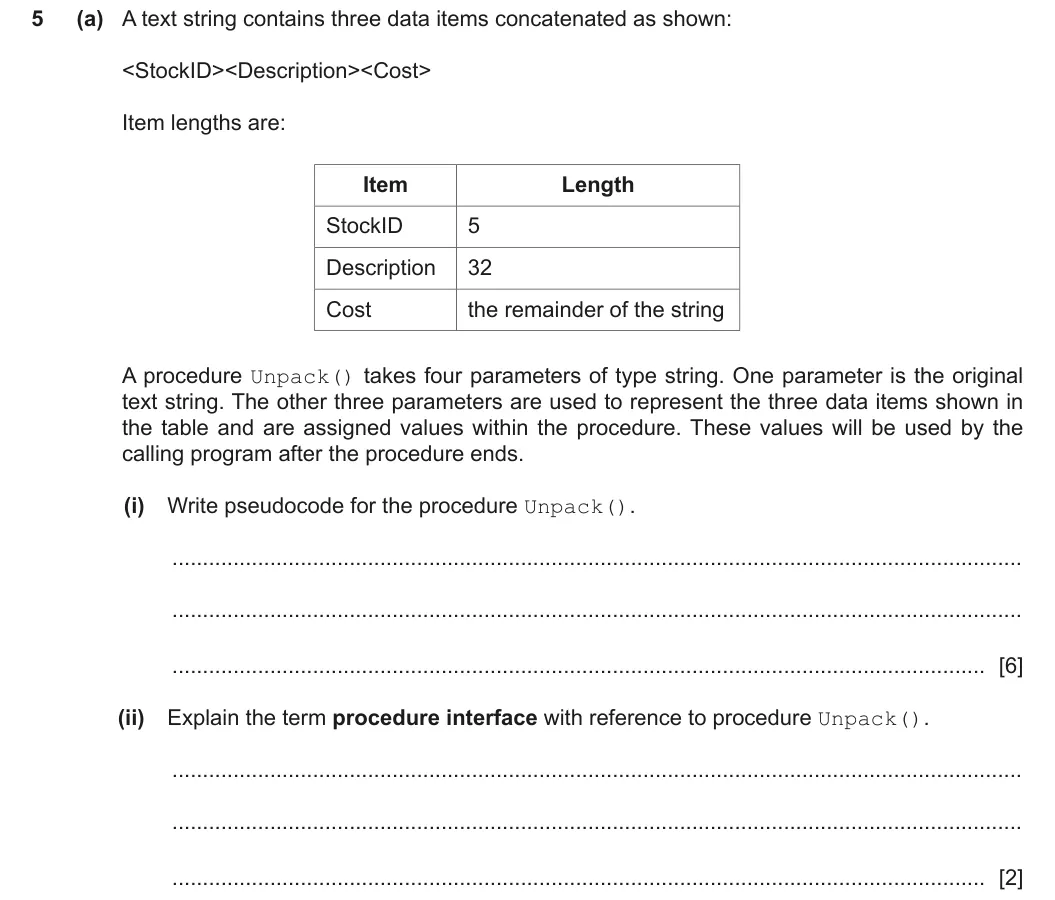 5 (a) A text string contains three data items concatenated as shown:
<StockID><Description><Cost>
Item lengths are:
Item Length
StockID 5
Description 32
Cost the remainder of the string
A procedure Unpack() takes four parameters of type string. One parameter is the original
text string. The other three parameters are used to represent the three data items shown in
the table and are assigned values within the procedure. These values will be used by the
calling program after the procedure ends.
(i) Write pseudocode for the procedure Unpack().
...........................................................................................................................................
...........................................................................................................................................
..................................................................................................................................... [6]
(ii) Explain the term procedure interface with reference to procedure Unpack().
...........................................................................................................................................
...........................................................................................................................................
..................................................................................................................................... [2]